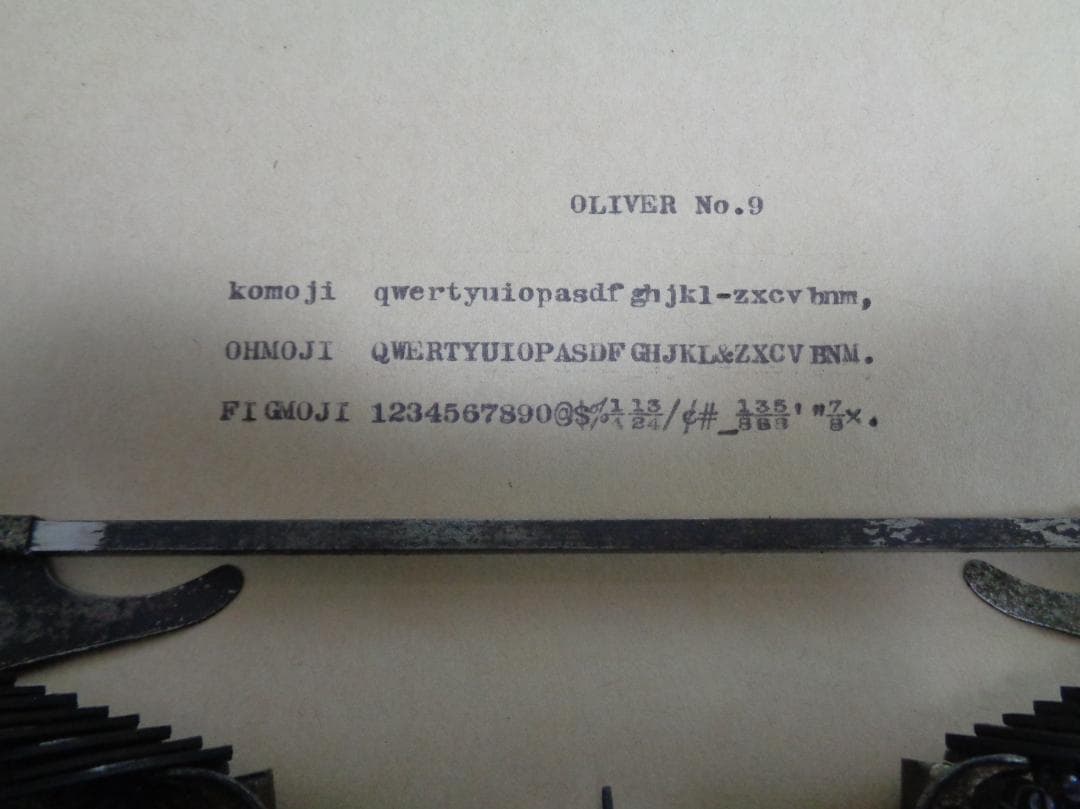 OLIVER No.9
komoji qwertyuiopasdfghjkl-zxcvbnm,
OHMOJI QWERTYUIOPASDFGHJKL&ZXCVBNM.
FIGMOJI 1234567890@$%¼½¾/¢#_⅛⅜⅝'"⅞×.